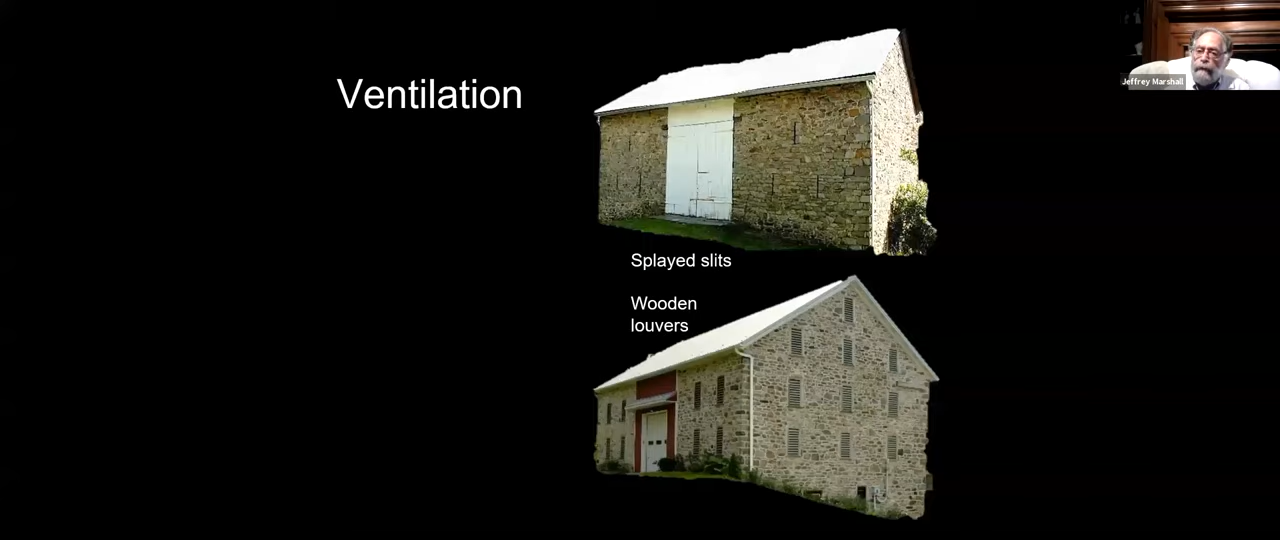 Ventilation
Jeffrey Marshall
Splayed slits
Wooden
louvers